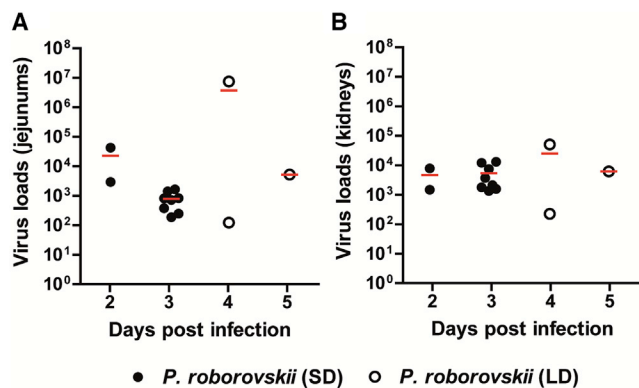 A
B
Virus loads (jejunums)
10⁸
10⁷
10⁶
10⁵
10⁴
10³
10²
10¹
10⁰
2 3 4 5
Days post infection
Virus loads (kidneys)
10⁸
10⁷
10⁶
10⁵
10⁴
10³
10²
10¹
10⁰
2 3 4 5
Days post infection
P. roborovskii (SD) P. roborovskii (LD)